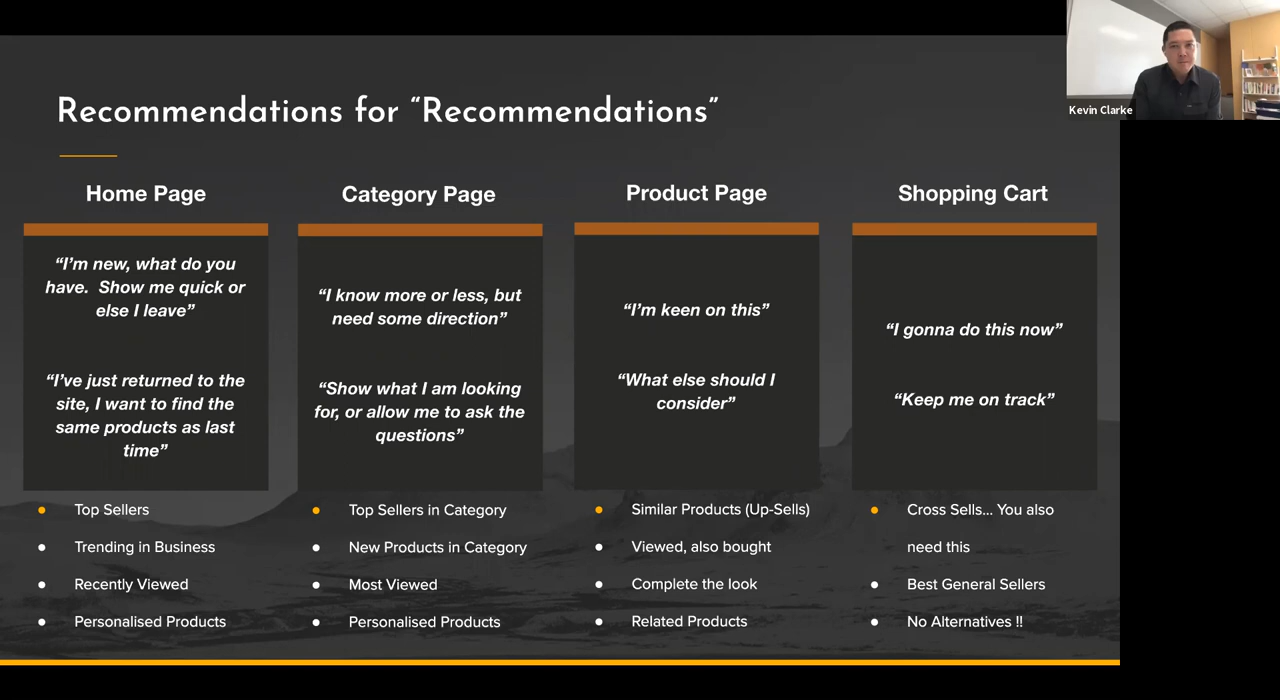 Recommendations for “Recommendations”
Kevin Clarke
Home Page
“I’m new, what do you
have.  Show me quick or
else I leave”
“I’ve just returned to the
site, I want to find the
same products as last
time”
Top Sellers
Trending in Business
Recently Viewed
Personalised Products
Category Page
“I know more or less, but
need some direction”
“Show what I am looking
for, or allow me to ask the
questions”
Top Sellers in Category
New Products in Category
Most Viewed
Personalised Products
Product Page
“I’m keen on this”
“What else should I
consider”
Similar Products (Up-Sells)
Viewed, also bought
Complete the look
Related Products
Shopping Cart
“I gonna do this now”
“Keep me on track”
Cross Sells... You also
need this
Best General Sellers
No Alternatives !!